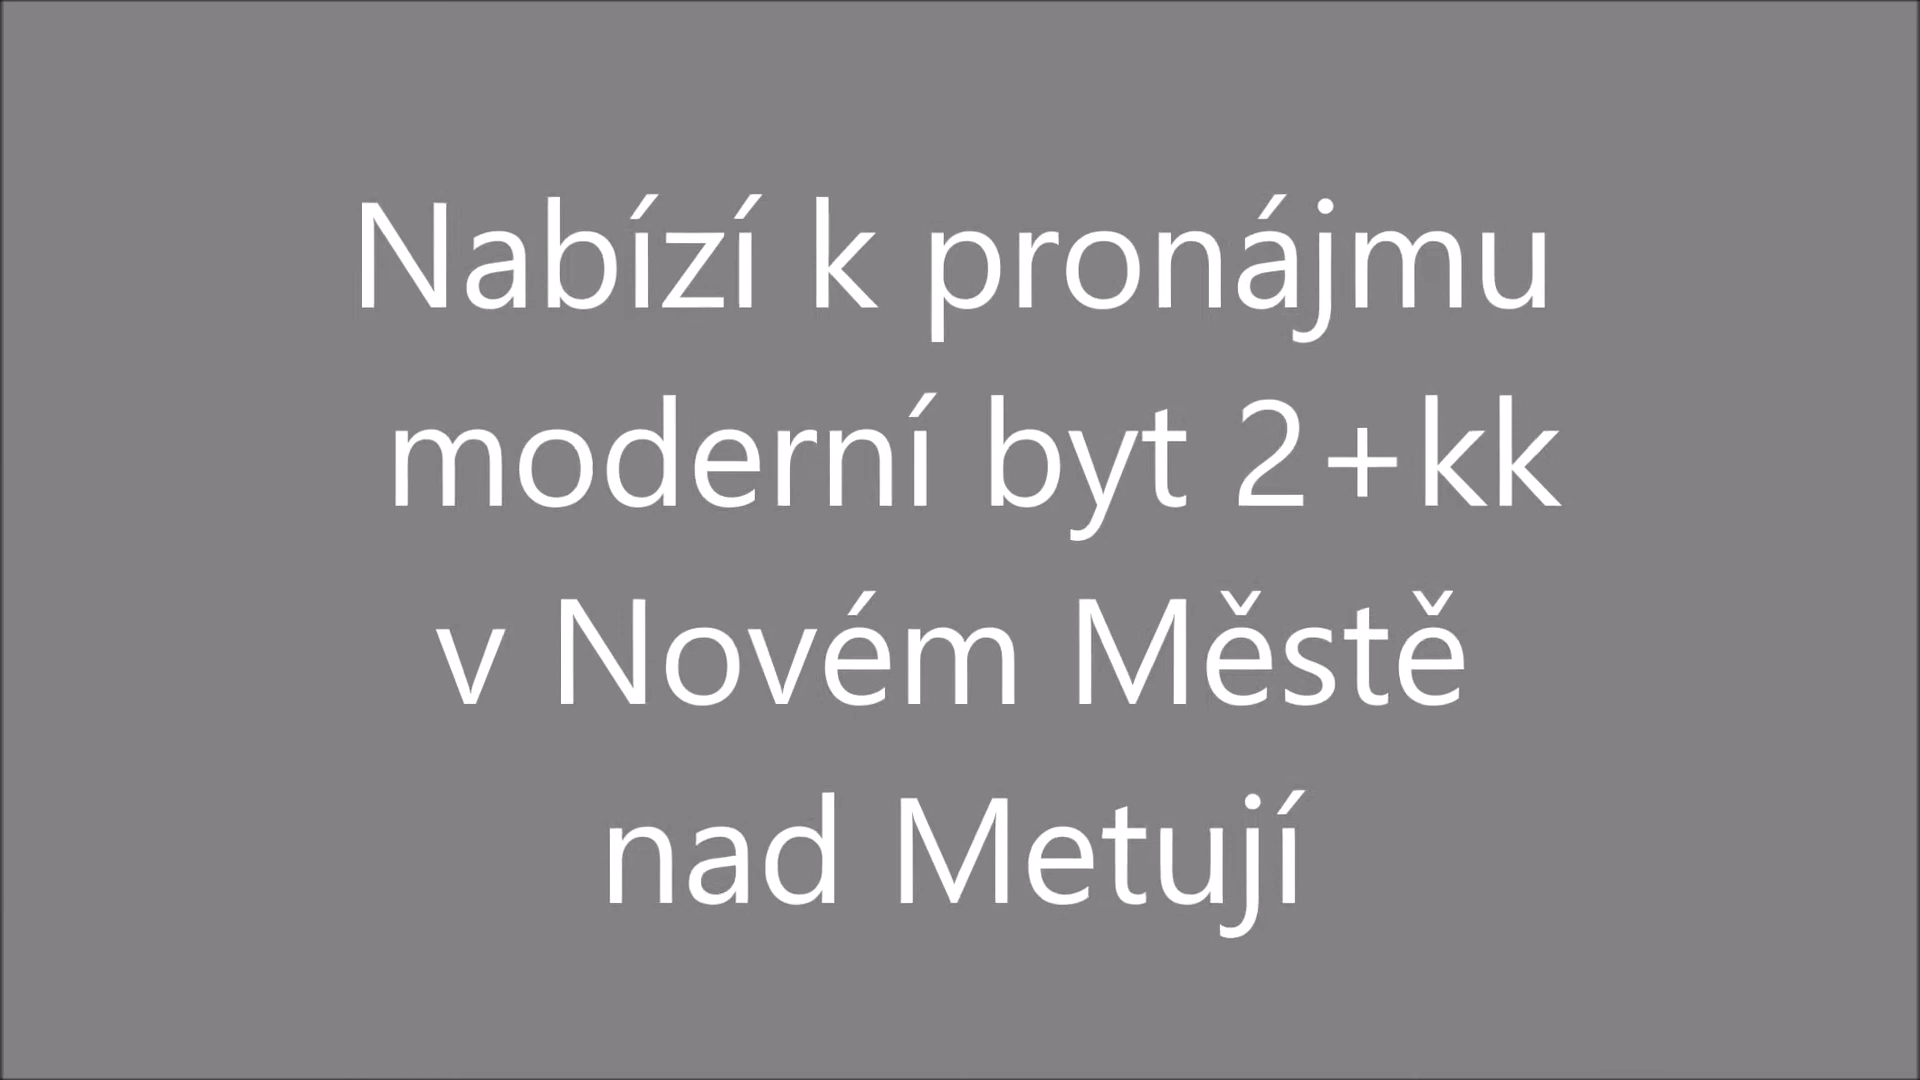 Nabízí k pronájmu
moderní byt 2+kk
v Novém Městě
nad Metují